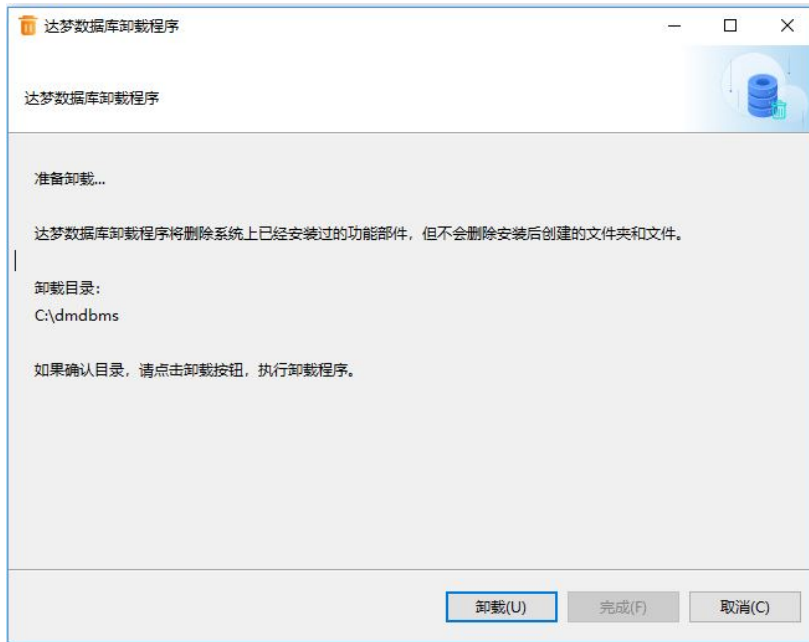 达梦数据库卸载程序
达梦数据库卸载程序
准备卸载...
达梦数据库卸载程序将删除系统上已经安装过的功能部件，但不会删除安装后创建的文件夹和文件。
卸载目录：
C:\dmdbms
如果确认目录，请点击卸载按钮，执行卸载程序。
卸载(U) 完成(F) 取消(C)